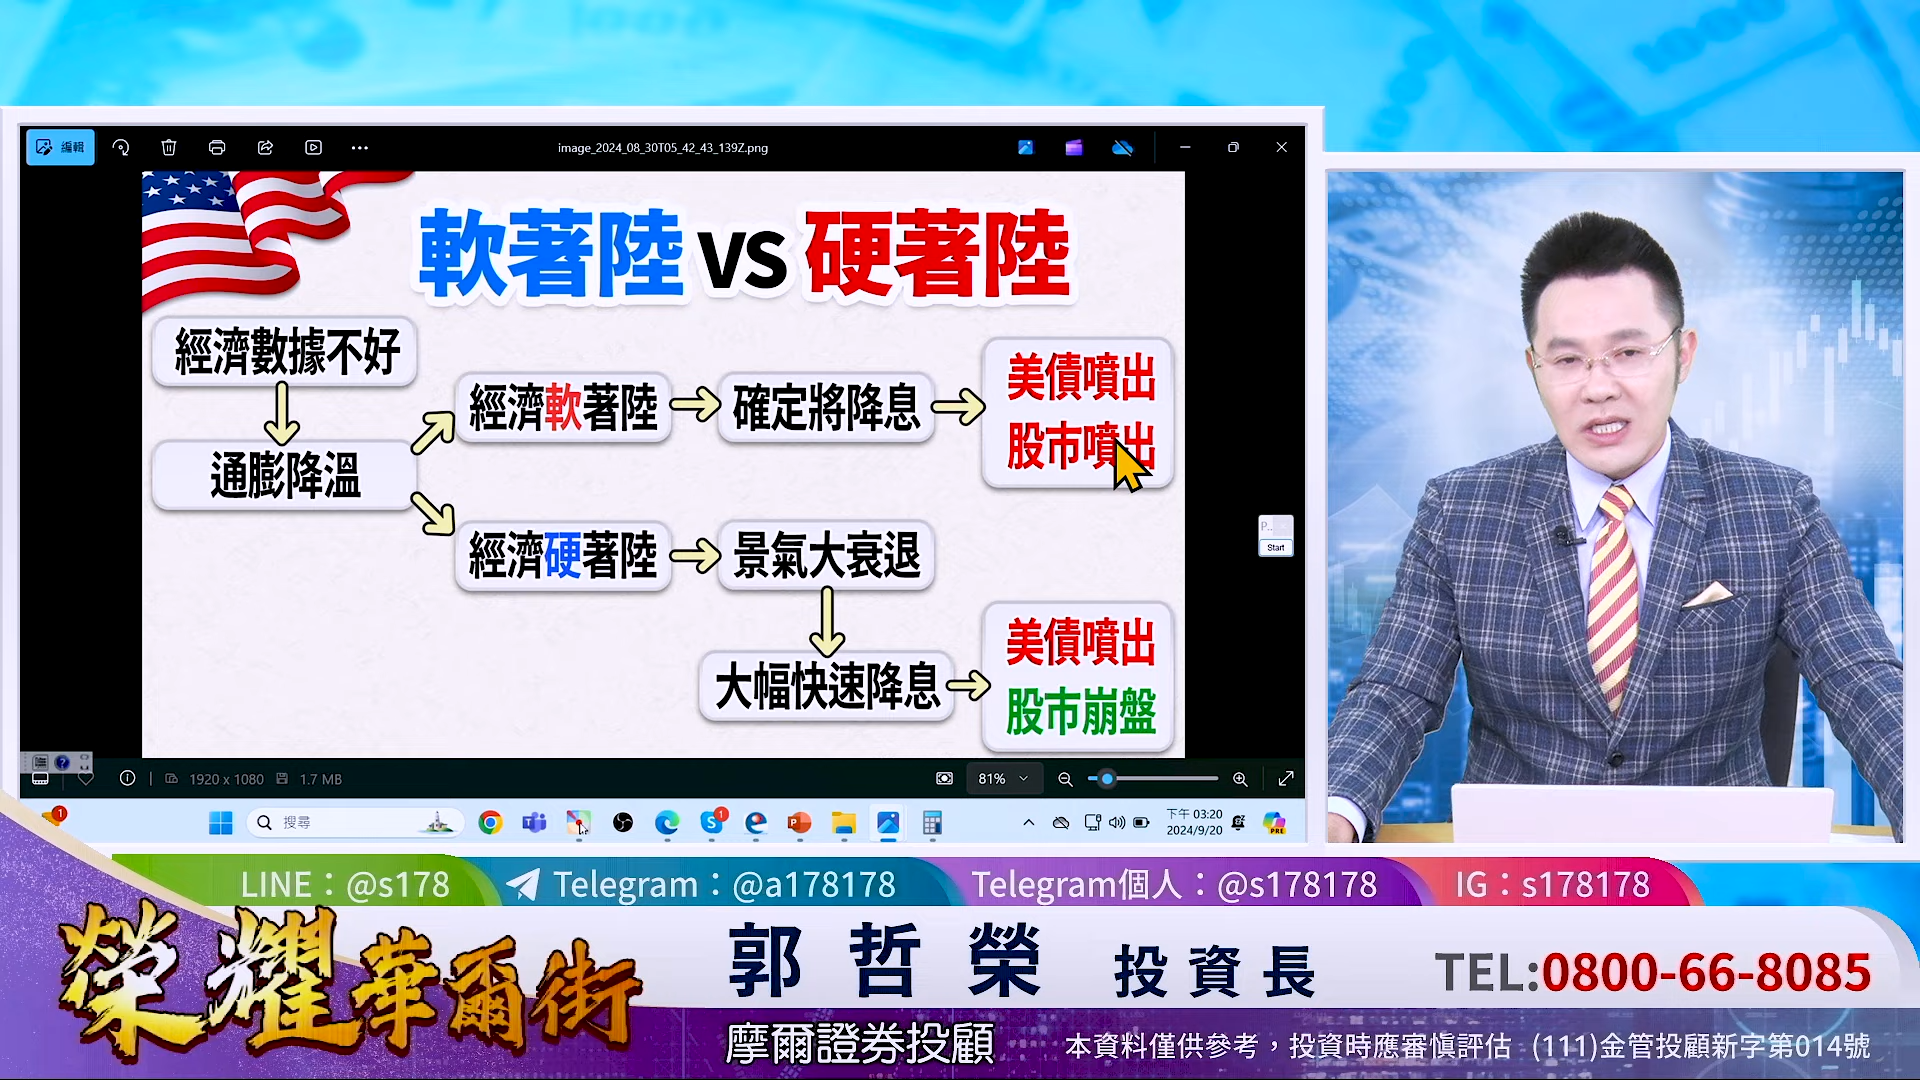 編輯
image_2024_08_30T05_42_43_139Z.png
軟著陸 VS 硬著陸
經濟數據不好
通膨降溫
經濟軟著陸
確定將降息
美債噴出
股市噴出
經濟硬著陸
景氣大衰退
大幅快速降息
美債噴出
股市崩盤
P...
Start
1920 x 1080
1.7 MB
81%
1
搜尋
1
PRE
下午 03:20
2024/9/20
LINE:@s178
Telegram:@a178178
Telegram個人:@s178178
IG:s178178
榮耀華爾街
郭哲榮 投資長
TEL:0800-66-8085
摩爾證券投顧
本資料僅供參考,投資時應審慎評估 (111)金管投顧新字第014號